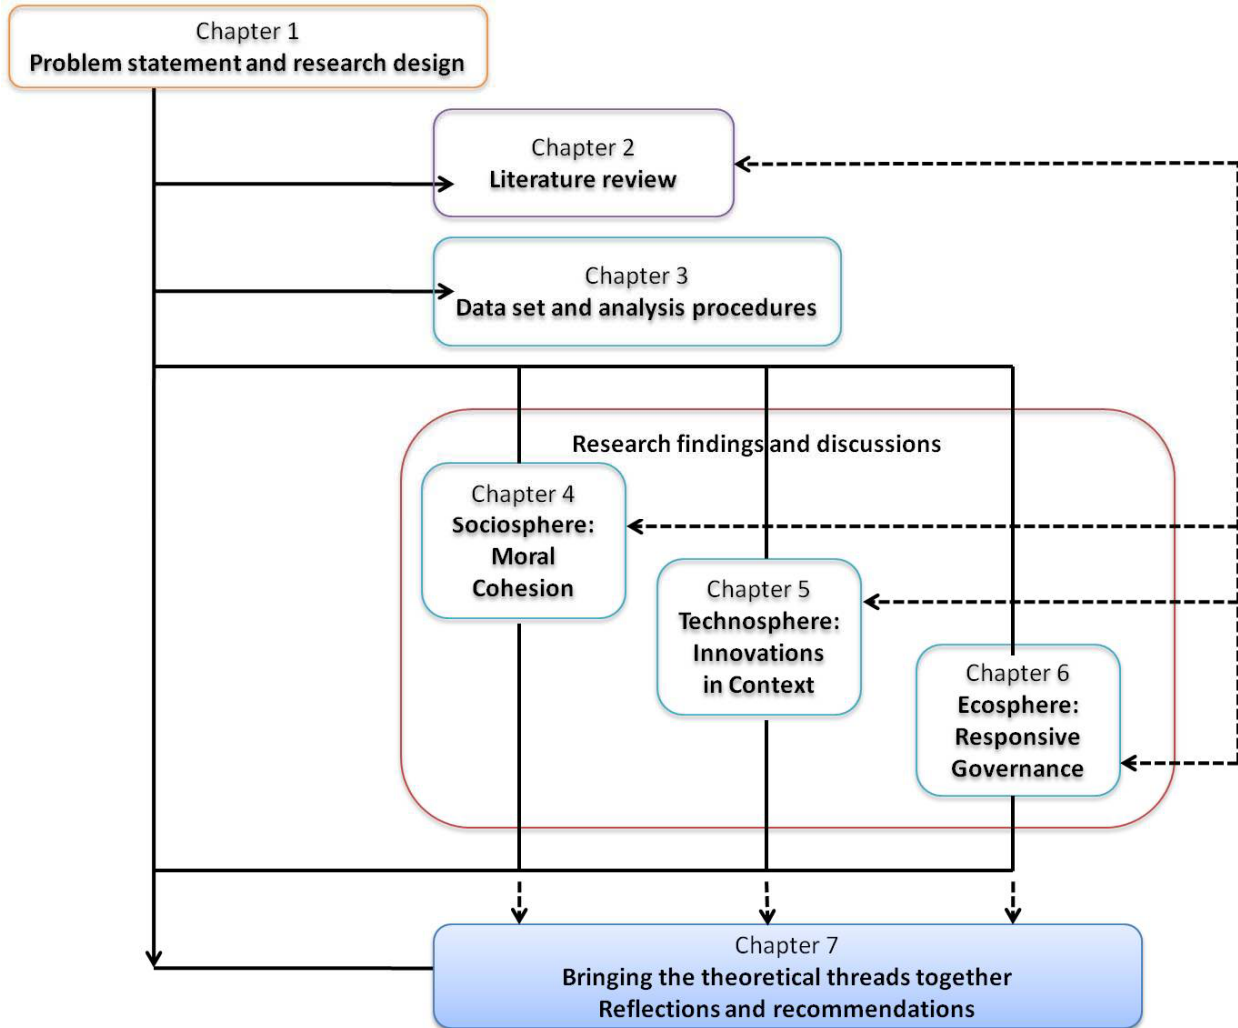 Chapter 1
Problem statement and research design
Chapter 2
Literature review
Chapter 3
Data set and analysis procedures
Research findings and discussions
Chapter 4
Sociosphere:
Moral
Cohesion
Chapter 5
Technosphere:
Innovations
in Context
Chapter 6
Ecosphere:
Responsive
Governance
Chapter 7
Bringing the theoretical threads together
Reflections and recommendations